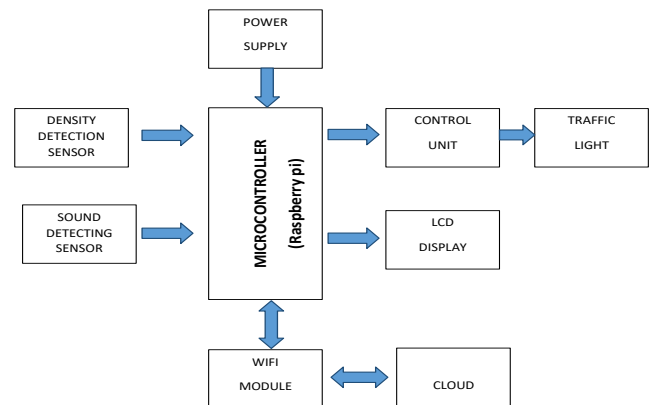 POWER
SUPPLY
DENSITY
DETECTION
SENSOR
MICROCONTROLLER
(Raspberry pi)
CONTROL
UNIT
TRAFFIC
LIGHT
SOUND
DETECTING
SENSOR
LCD
DISPLAY
WIFI
MODULE
CLOUD